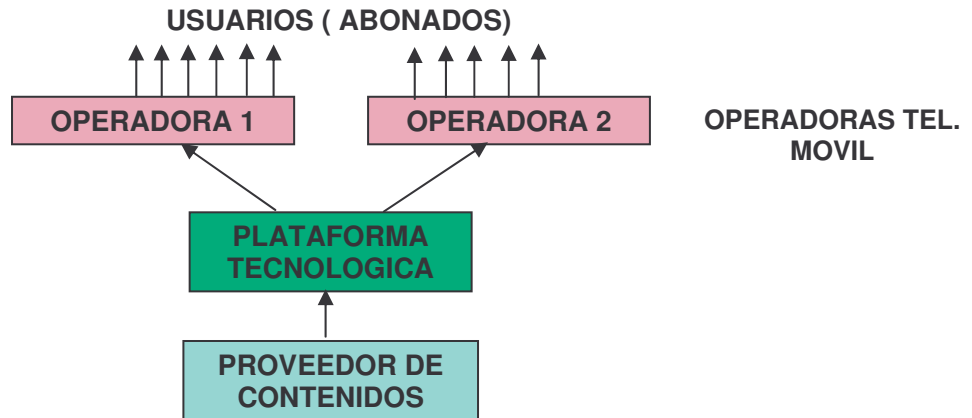 USUARIOS ( ABONADOS)
OPERADORA 1
OPERADORA 2
OPERADORAS TEL.
MOVIL
PLATAFORMA
TECNOLOGICA
PROVEEDOR DE
CONTENIDOS